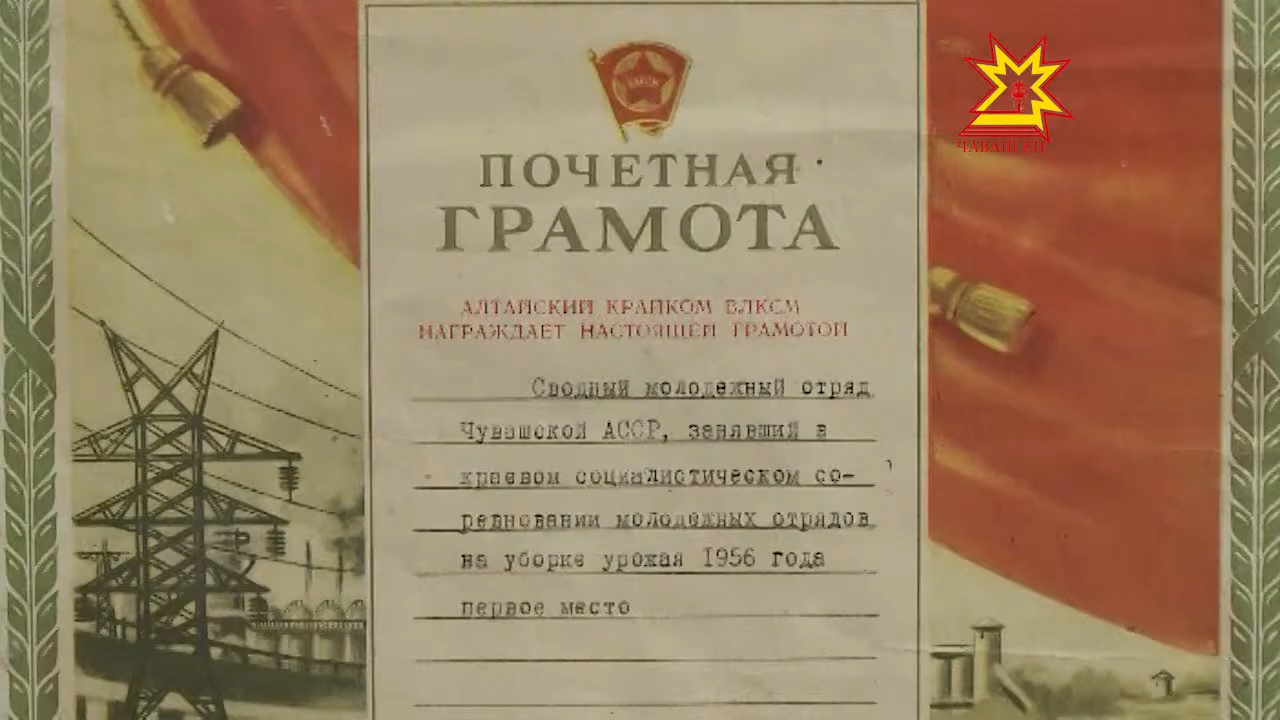 ПОЧЕТНАЯ
ГРАМОТА
АЛТАЙСКИЙ КРАЙКОМ ВЛКСМ
НАГРАЖДАЕТ НАСТОЯЩЕЙ ГРАМОТОЙ
Сводный молодежный отряд
Чувашской АССР, занявший в
краевом социалистическом со-
ревновании молодежных отрядов
на уборке урожая 1956 года
первое место